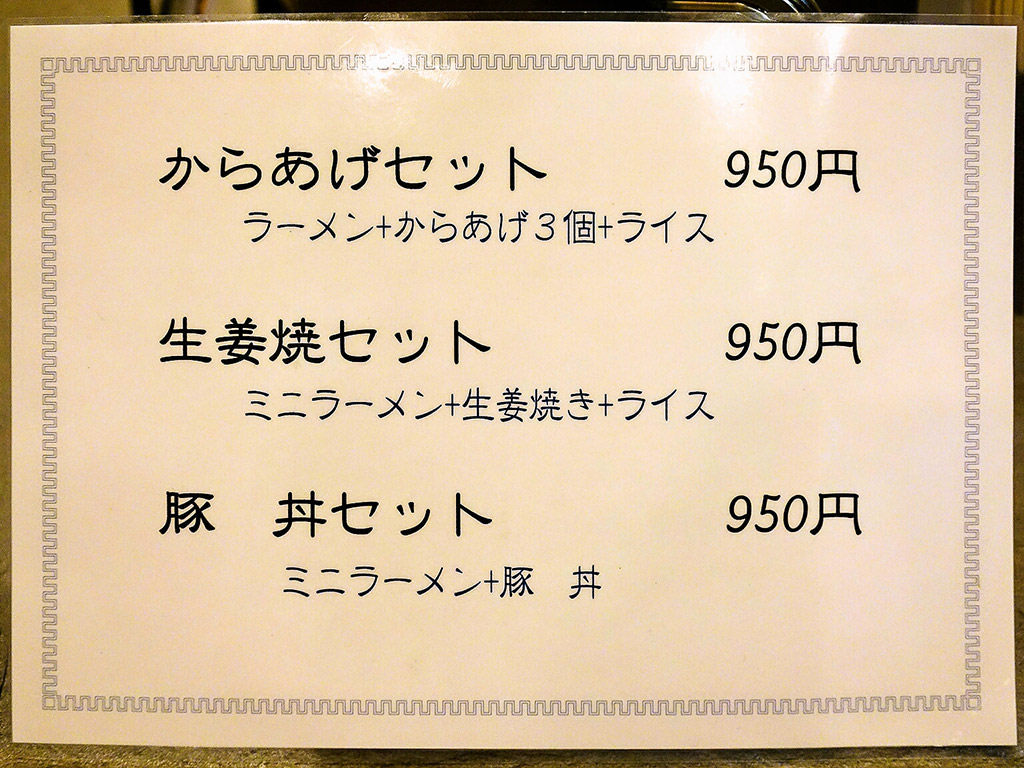 からあげセット 950円
ラーメン+からあげ３個+ライス
生姜焼セット 950円
ミニラーメン+生姜焼き+ライス
豚　丼セット 950円
ミニラーメン+豚　丼